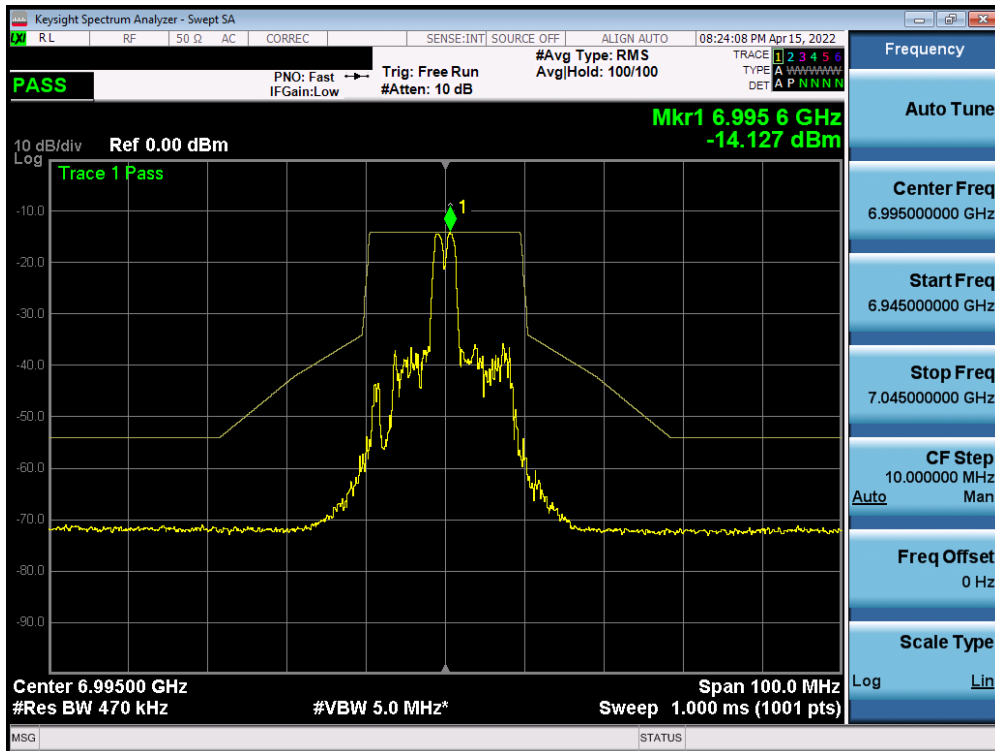 Keysight Spectrum Analyzer - Swept SA
LXI RL RF 50 Ω AC CORREC SENSE:INT SOURCE OFF ALIGN AUTO 08:24:08 PM Apr 15, 2022
PASS
PNO: Fast
IFGain:Low
Trig: Free Run
#Atten: 10 dB
#Avg Type: RMS
Avg|Hold: 100/100
TRACE 1 2 3 4 5 6
TYPE A WWWWW
DET A P N N N N
Mkr1 6.995 6 GHz
-14.127 dBm
10 dB/div Ref 0.00 dBm
Log
Trace 1 Pass
1
-10.0
-20.0
-30.0
-40.0
-50.0
-60.0
-70.0
-80.0
-90.0
Center 6.99500 GHz Span 100.0 MHz
#Res BW 470 kHz #VBW 5.0 MHz* Sweep 1.000 ms (1001 pts)
MSG STATUS
Frequency
Auto Tune
Center Freq
6.995000000 GHz
Start Freq
6.945000000 GHz
Stop Freq
7.045000000 GHz
CF Step
10.000000 MHz
Auto Man
Freq Offset
0 Hz
Scale Type
Log Lin